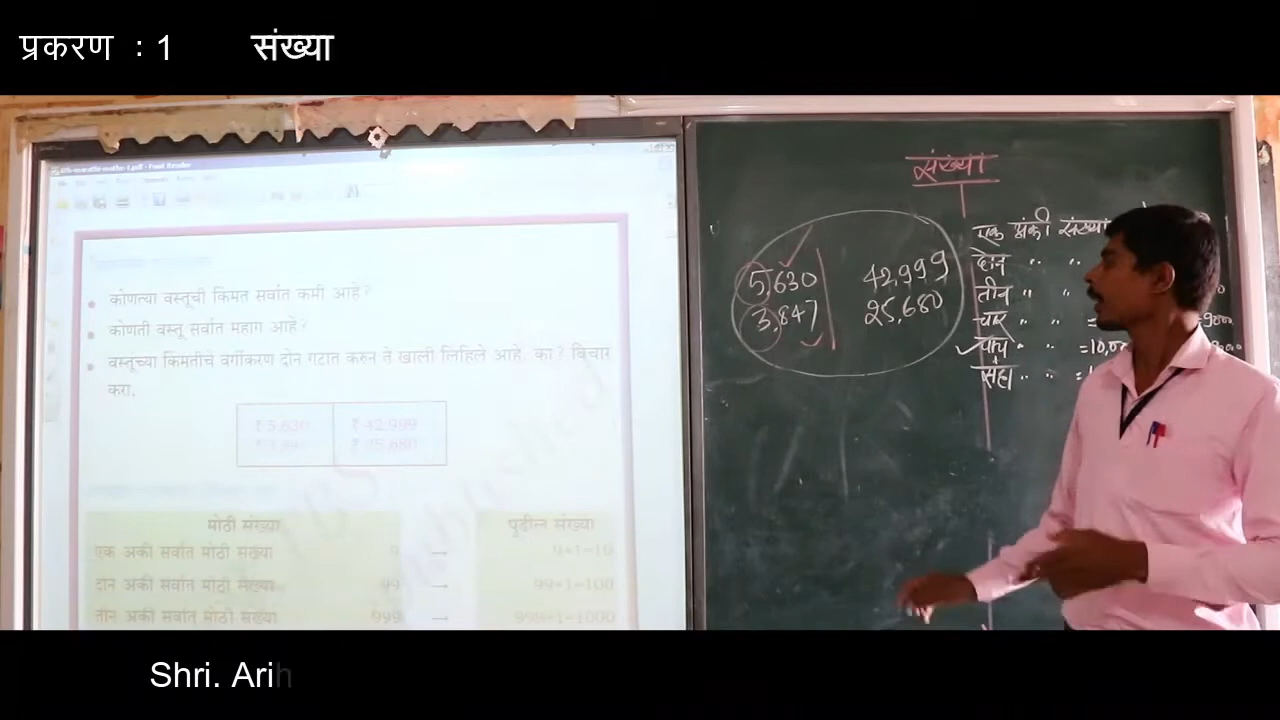 प्रकरण : 1 संख्या
कोणत्या वस्तूची किंमत सर्वात कमी आहे?
कोणती वस्तू सर्वात महाग आहे?
वस्तूच्या किंमतीचे वर्गीकरण दोन गटात करुन ते खाली लिहिले आहे. का? विचार
करा.
₹ 5,630 ₹ 42,999
₹ 25,680
मोठी संख्या पूढील संख्या
एक अंकी सर्वात मोठी संख्या 9 → 9+1=10
दोन अंकी सर्वात मोठी संख्या 99 → 99+1=100
तीन अंकी सर्वात मोठी संख्या 999 → 999+1=1000
संख्या
5,630 42,999
3,847 25,680
एक अंकी संख्या
दोन " "
तीन " "
चार " " =
पाच " " =10,00
सहा " " =
Shri. Ari